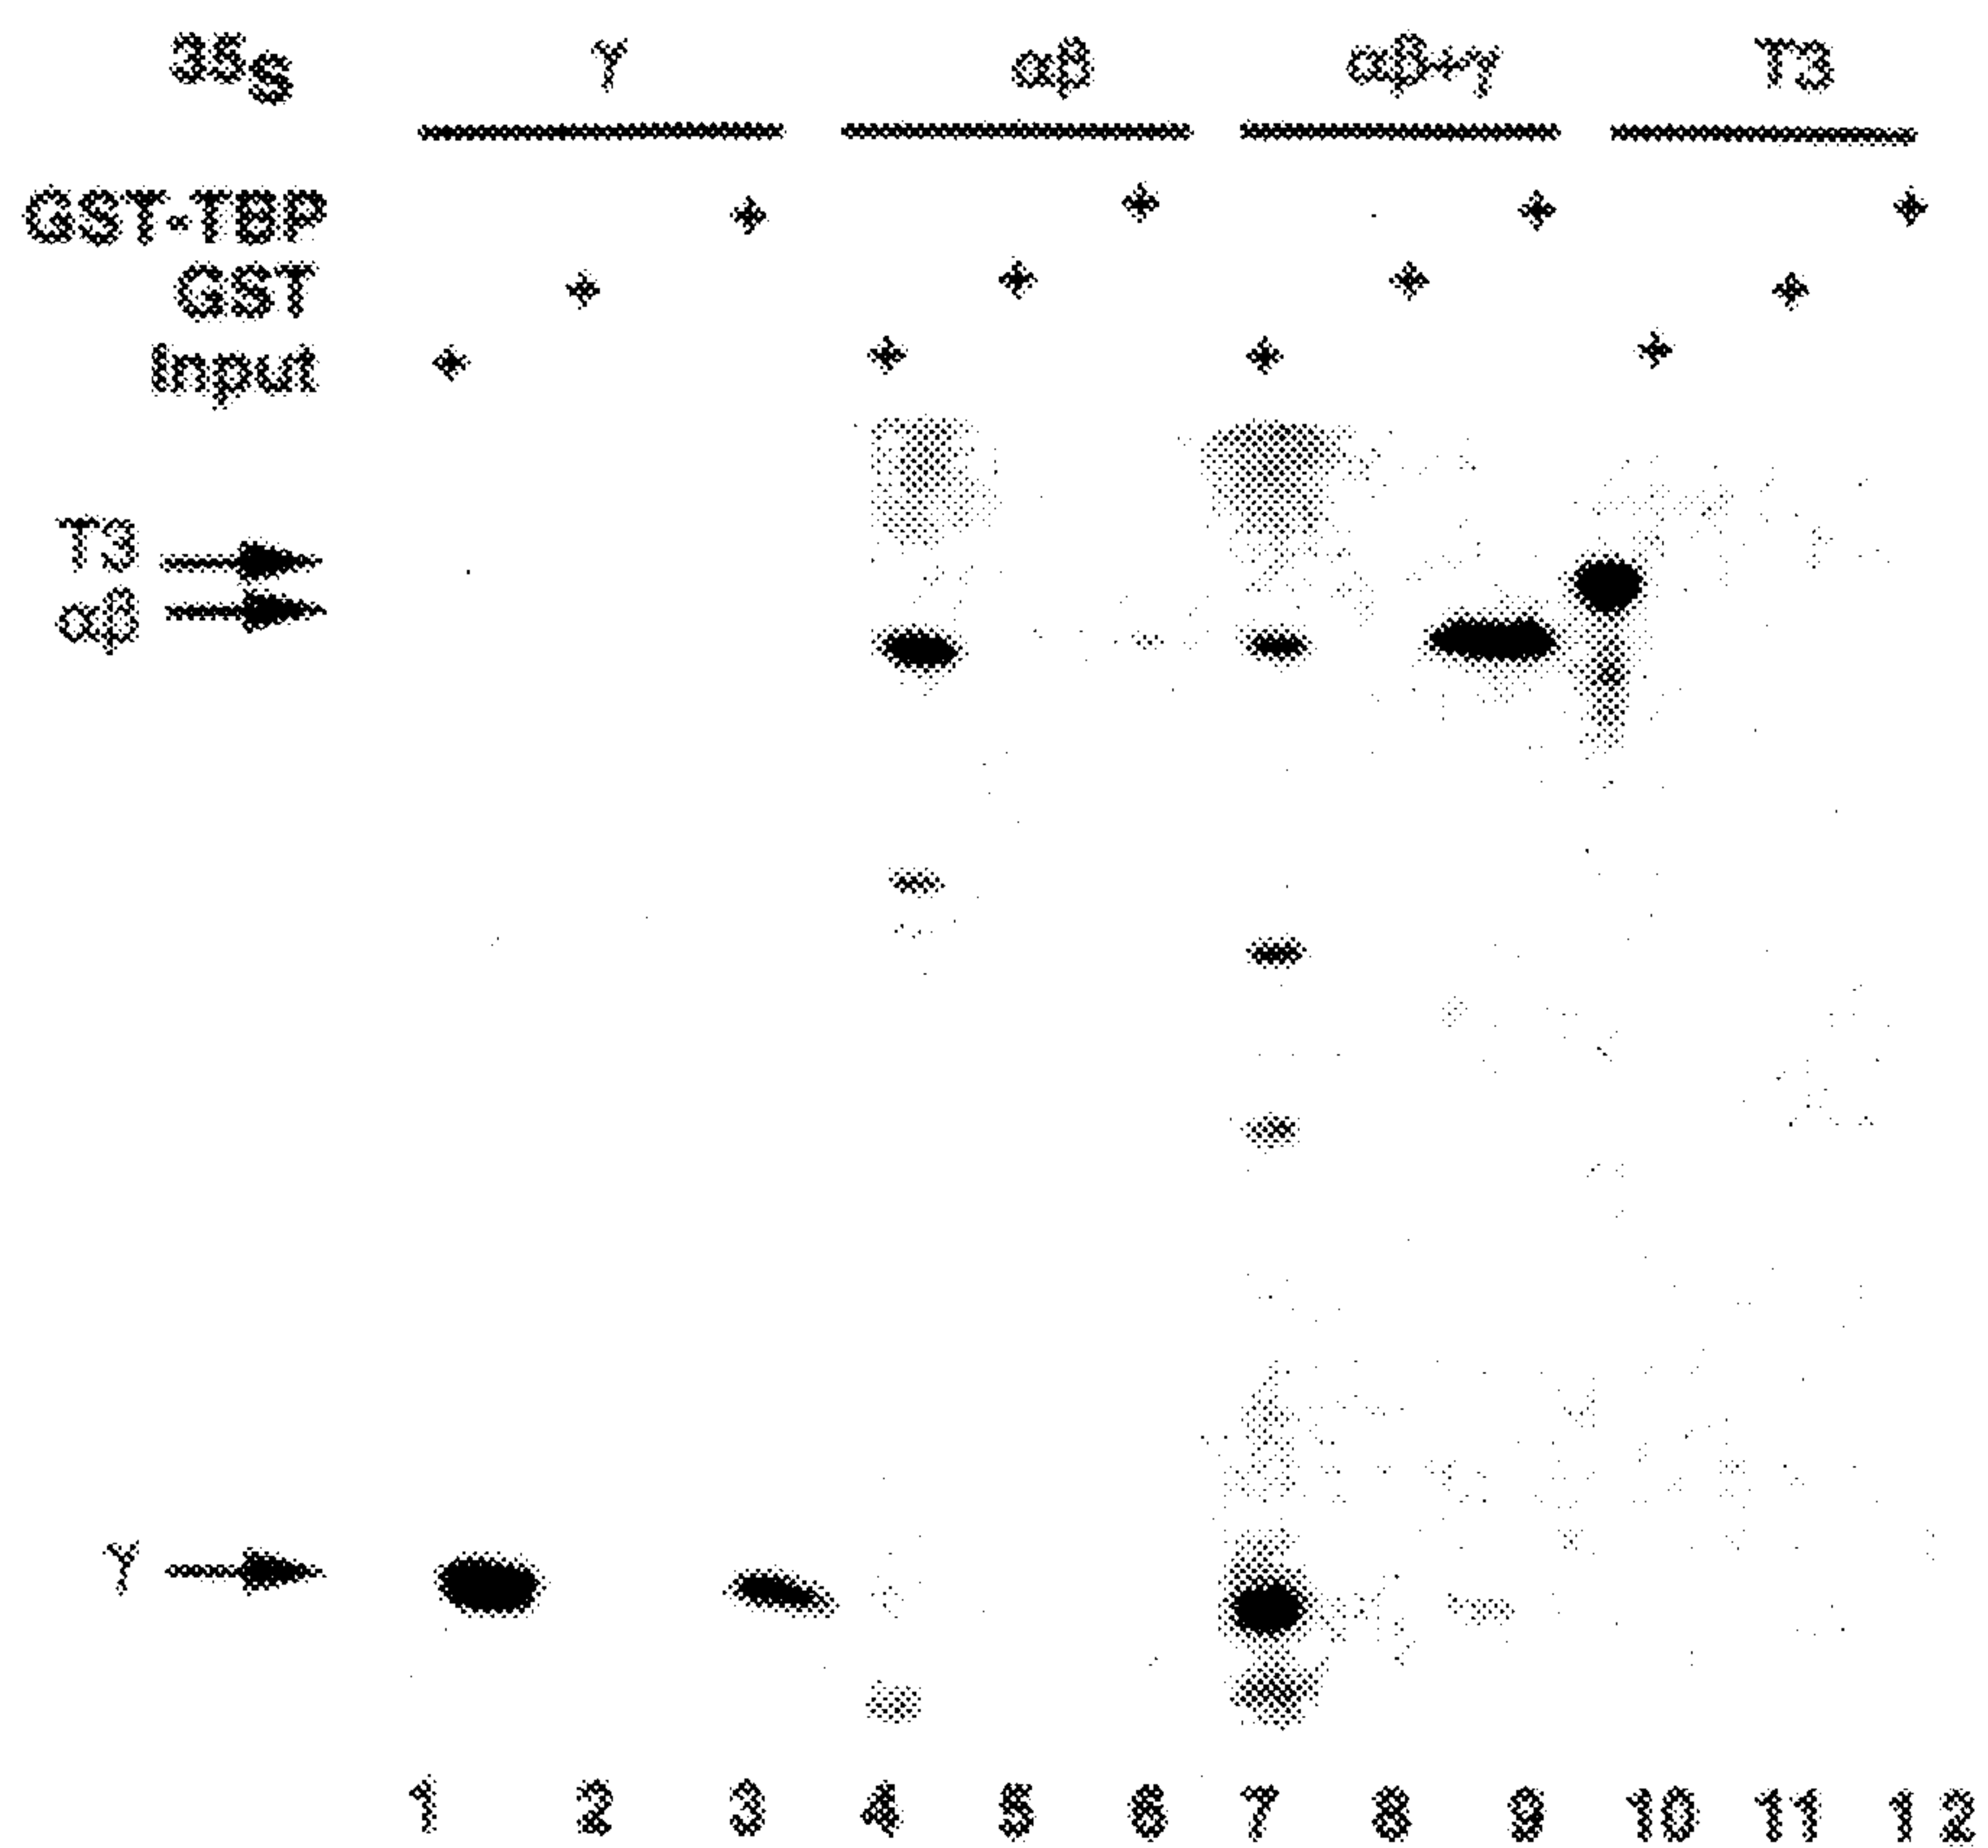 35S γ αβ αβ+γ T3
GST-TBP + + + +
GST + + + +
Input + + + +
T3
αβ
γ
1 2 3 4 5 6 7 8 9 10 11 12